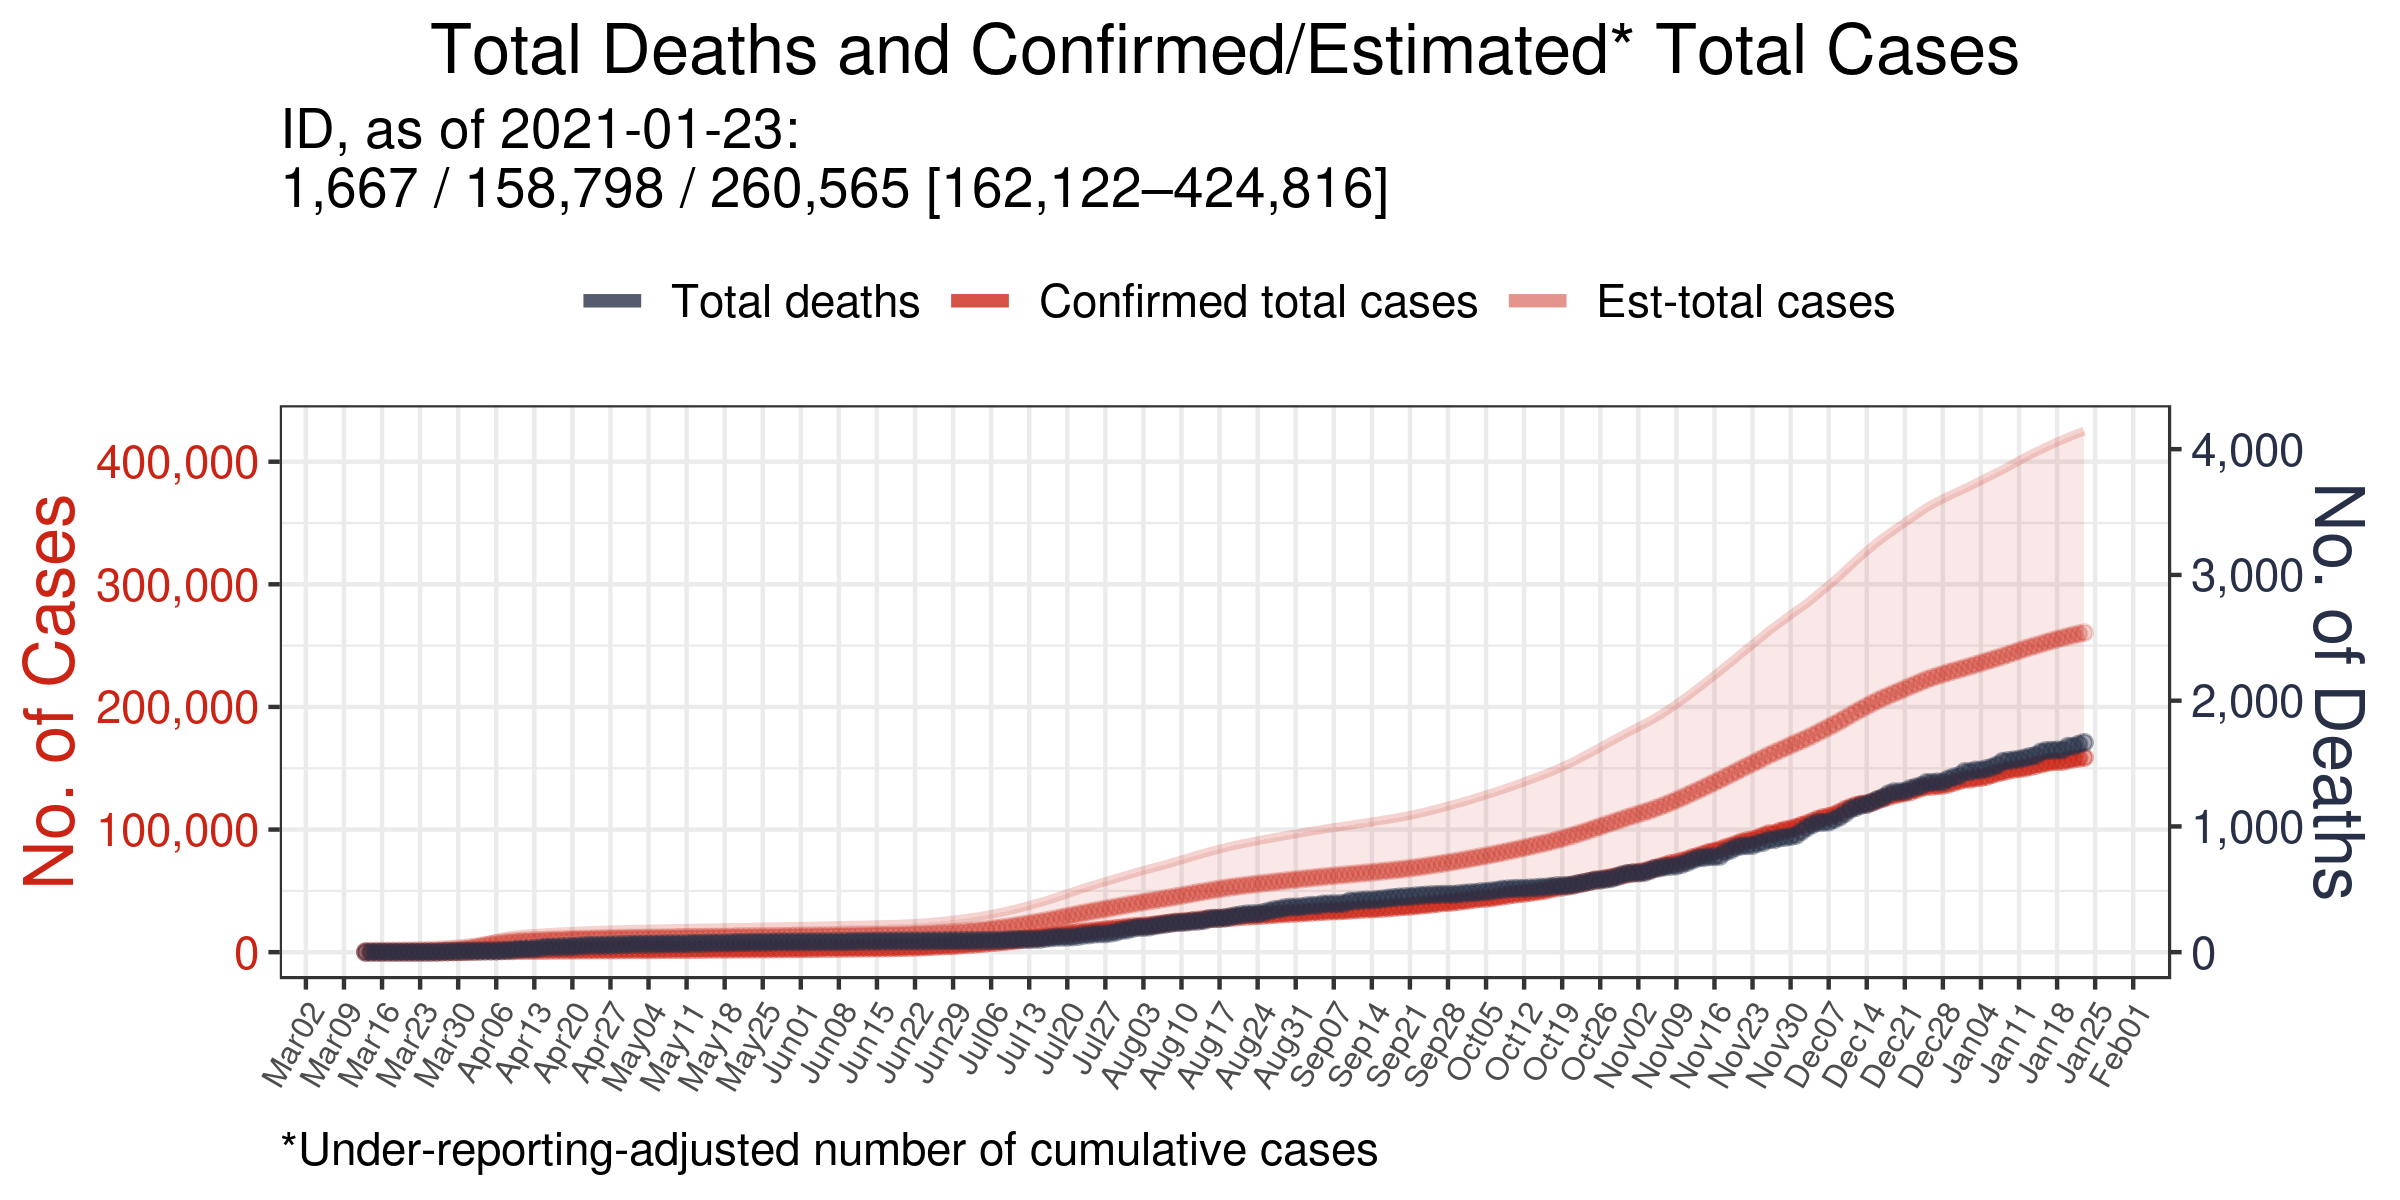 Total Deaths and Confirmed/Estimated* Total Cases
ID, as of 2021-01-23:
1,667 / 158,798 / 260,565 [162,122–424,816]
Total deaths
Confirmed total cases
Est-total cases
No. of Cases
400,000
300,000
200,000
100,000
0
4,000
3,000
2,000
1,000
0
No. of Deaths
Mar02
Mar09
Mar16
Mar23
Mar30
Apr06
Apr13
Apr20
Apr27
May04
May11
May18
May25
Jun01
Jun08
Jun15
Jun22
Jun29
Jul06
Jul13
Jul20
Jul27
Aug03
Aug10
Aug17
Aug24
Aug31
Sep07
Sep14
Sep21
Sep28
Oct05
Oct12
Oct19
Oct26
Nov02
Nov09
Nov16
Nov23
Nov30
Dec07
Dec14
Dec21
Dec28
Jan04
Jan11
Jan18
Jan25
Feb01
*Under-reporting-adjusted number of cumulative cases